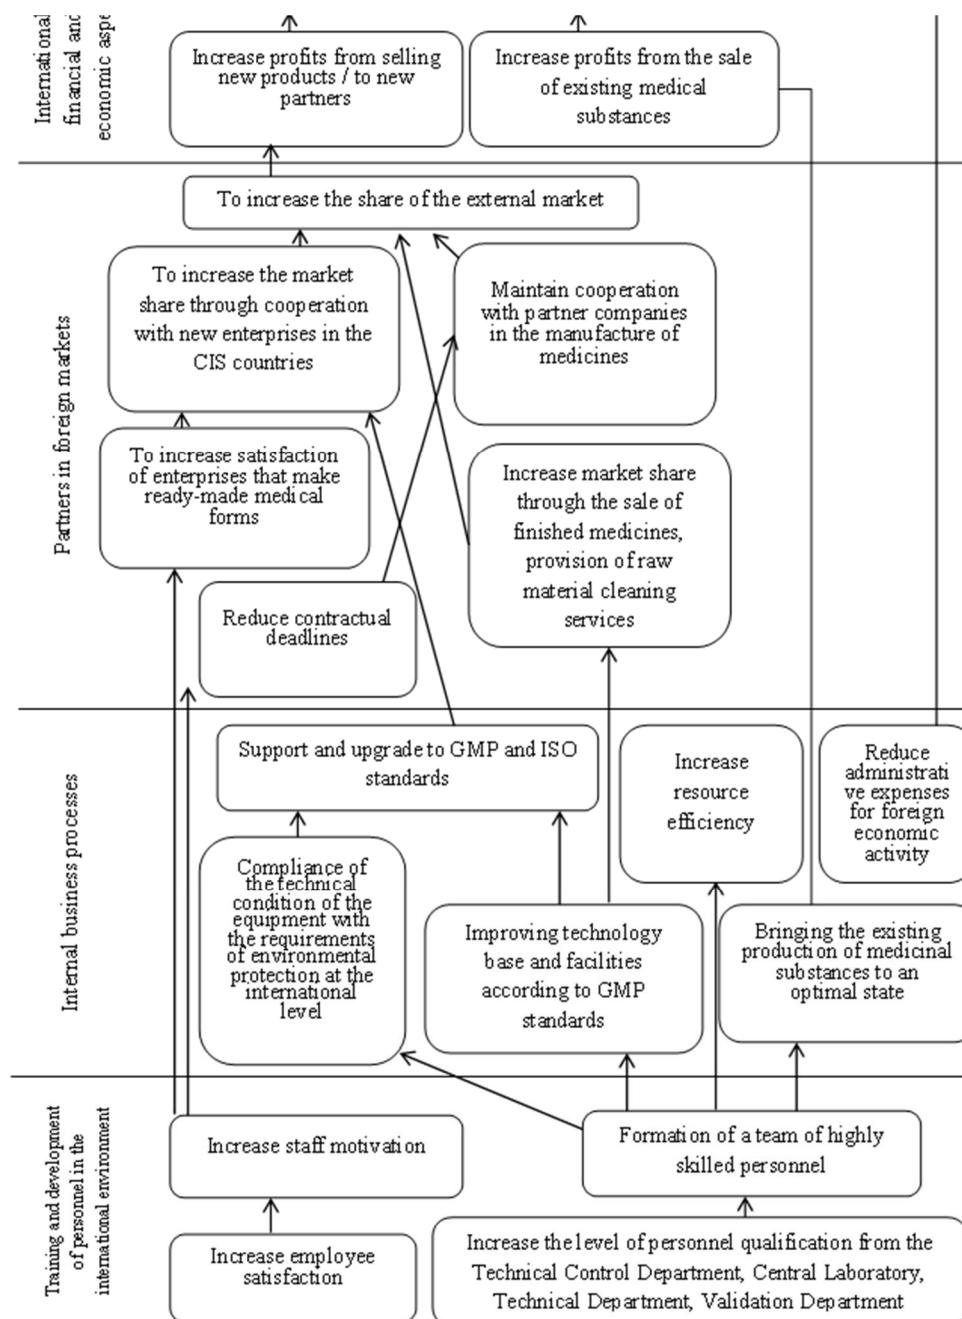 International
financial and
economic aspe
Increase profits from selling
new products / to new
partners
Increase profits from the sale
of existing medical
substances
Partners in foreign markets
To increase the share of the external market
To increase the market
share through cooperation
with new enterprises in the
CIS countries
Maintain cooperation
with partner companies
in the manufacture of
medicines
To increase satisfaction
of enterprises that make
ready-made medical
forms
Increase market share
through the sale of
finished medicines,
provision of raw
material cleaning
services
Reduce contractual
deadlines
Internal business processes
Support and upgrade to GMP and ISO
standards
Increase
resource
efficiency
Reduce
administrati
ve expenses
for foreign
economic
activity
Compliance of
the technical
condition of the
equipment with
the requirements
of environmental
protection at the
international
level
Improving technology
base and facilities
according to GMP
standards
Bringing the existing
production of medicinal
substances to an
optimal state
Training and development
of personnel in the
international environment
Increase staff motivation
Formation of a team of highly
skilled personnel
Increase employee
satisfaction
Increase the level of personnel qualification from the
Technical Control Department, Central Laboratory,
Technical Department, Validation Department